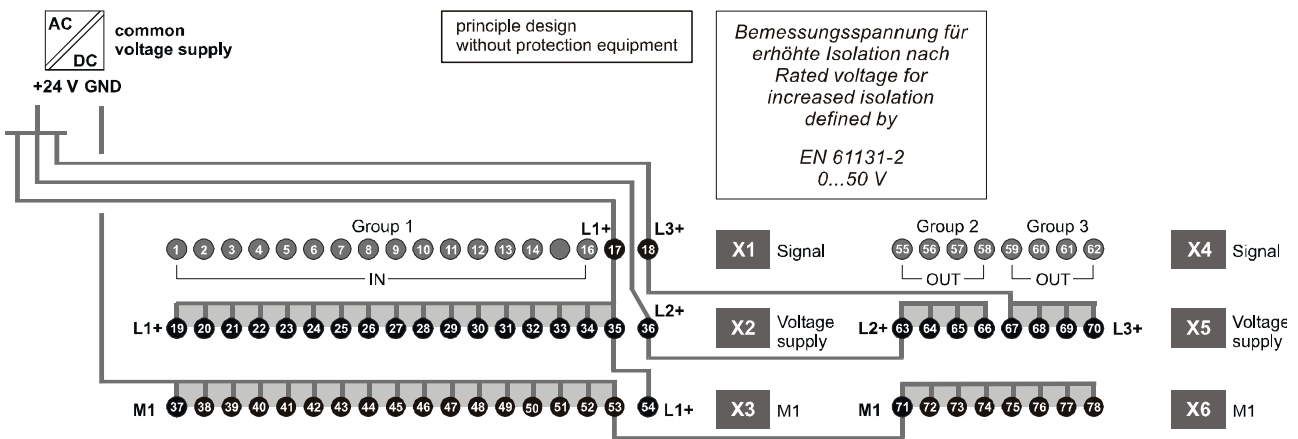 AC
DC
common
voltage supply
+24 V GND
principle design
without protection equipment
Bemessungsspannung für
erhöhte Isolation nach
Rated voltage for
increased isolation
defined by
EN 61131-2
0...50 V
Group 1
L1+
L3+
1 2 3 4 5 6 7 8 9 10 11 12 13 14 16 17 18
IN
X1 Signal
Group 2 Group 3
55 56 57 58 59 60 61 62
OUT OUT
X4 Signal
L2+
L1+ 19 20 21 22 23 24 25 26 27 28 29 30 31 32 33 34 35 36
X2 Voltage
supply
L2+ 63 64 65 66 67 68 69 70 L3+
X5 Voltage
supply
M1 37 38 39 40 41 42 43 44 45 46 47 48 49 50 51 52 53 54 L1+
X3 M1
M1 71 72 73 74 75 76 77 78
X6 M1